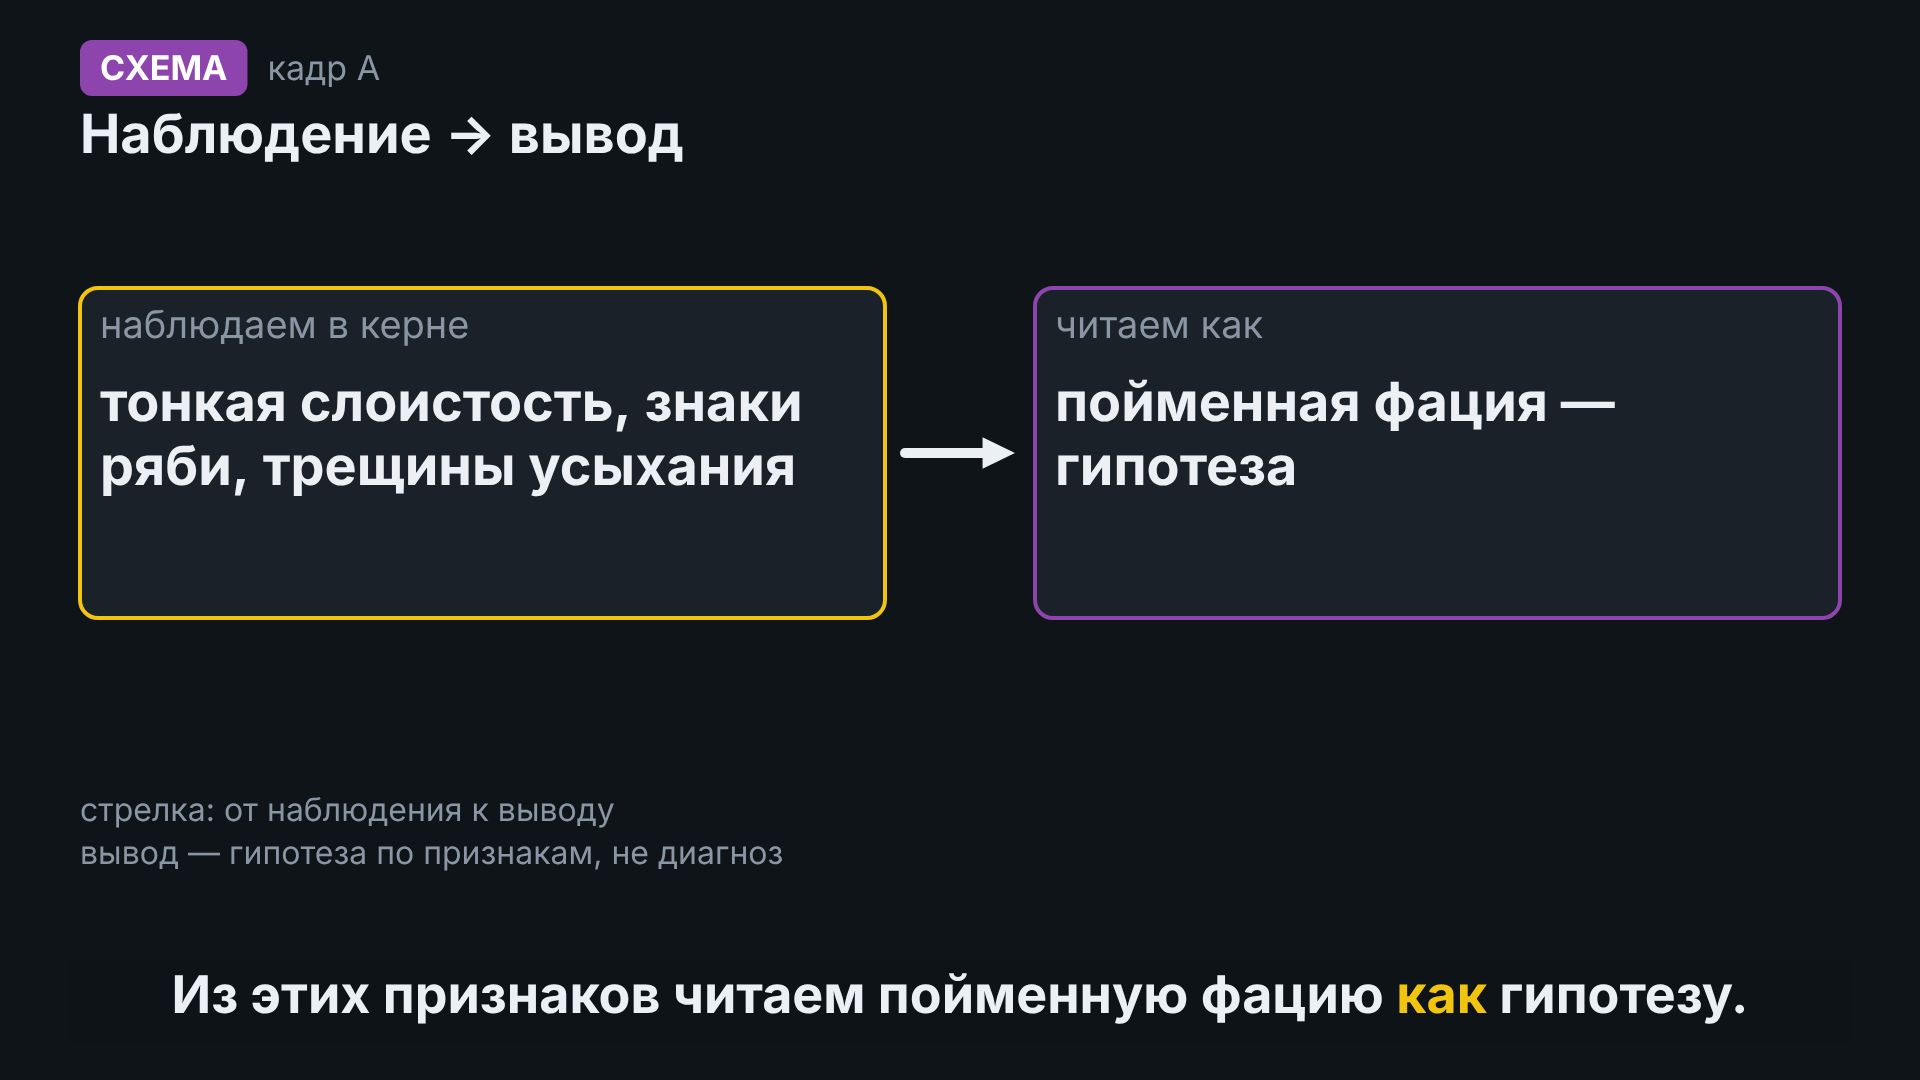 СХЕМА кадр А
Наблюдение → вывод
наблюдаем в керне
тонкая слоистость, знаки
ряби, трещины усыхания
читаем как
пойменная фация —
гипотеза
стрелка: от наблюдения к выводу
вывод — гипотеза по признакам, не диагноз
Из этих признаков читаем пойменную фацию как гипотезу.